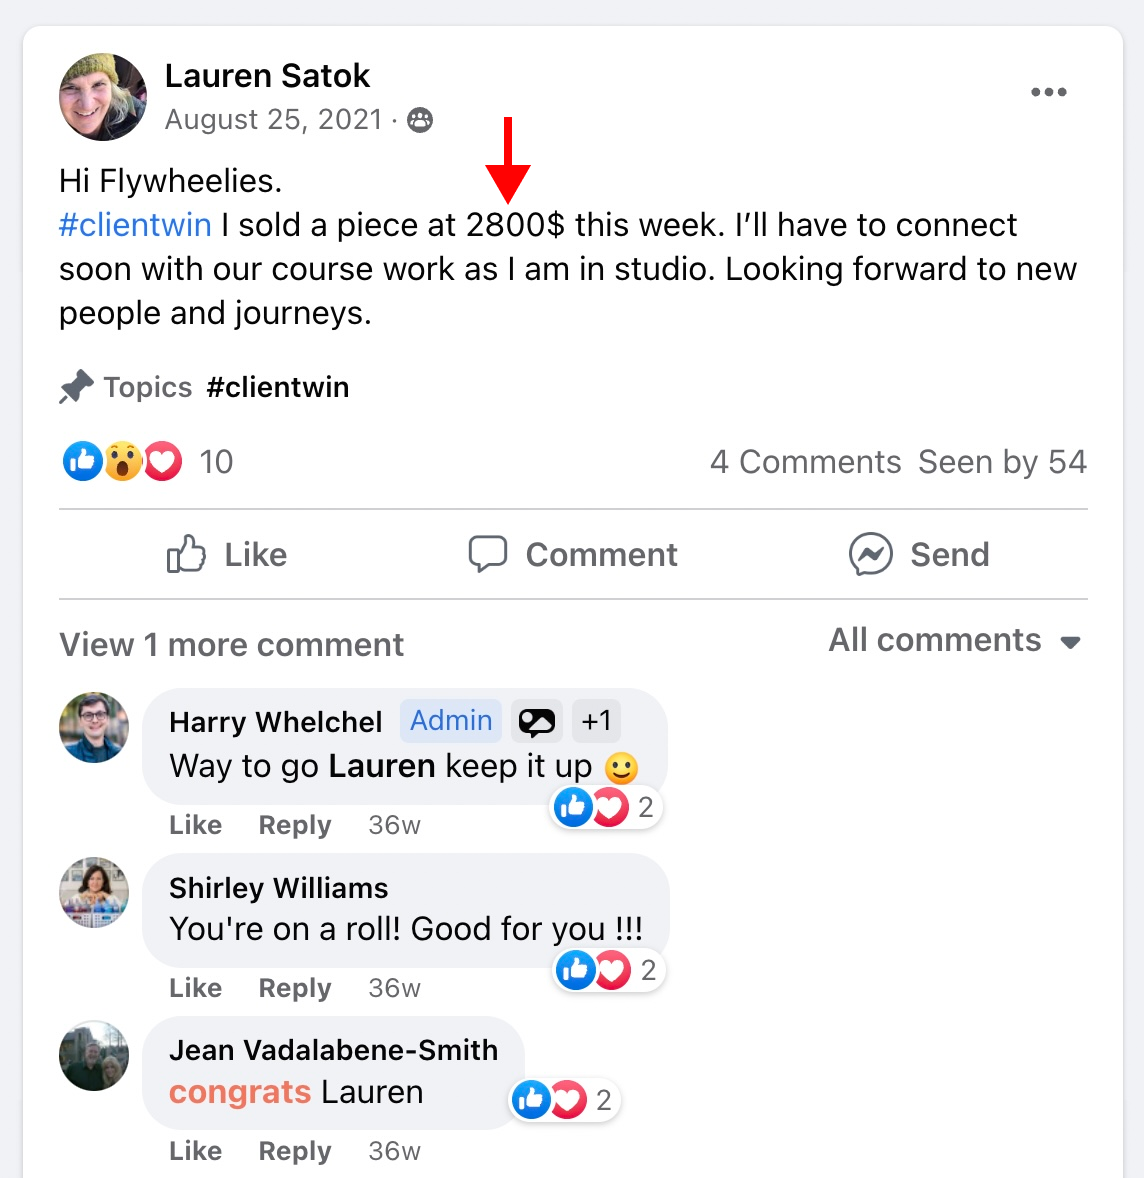 Lauren Satok
August 25, 2021 ·
Hi Flywheelies.
#clientwin I sold a piece at 2800$ this week. I’ll have to connect
soon with our course work as I am in studio. Looking forward to new
people and journeys.
Topics #clientwin
10 4 Comments Seen by 54
Like Comment Send
View 1 more comment All comments
Harry Whelchel Admin +1
Way to go Lauren keep it up 🙂
2
Like Reply 36w
Shirley Williams
You're on a roll! Good for you !!!
2
Like Reply 36w
Jean Vadalabene-Smith
congrats Lauren
2
Like Reply 36w